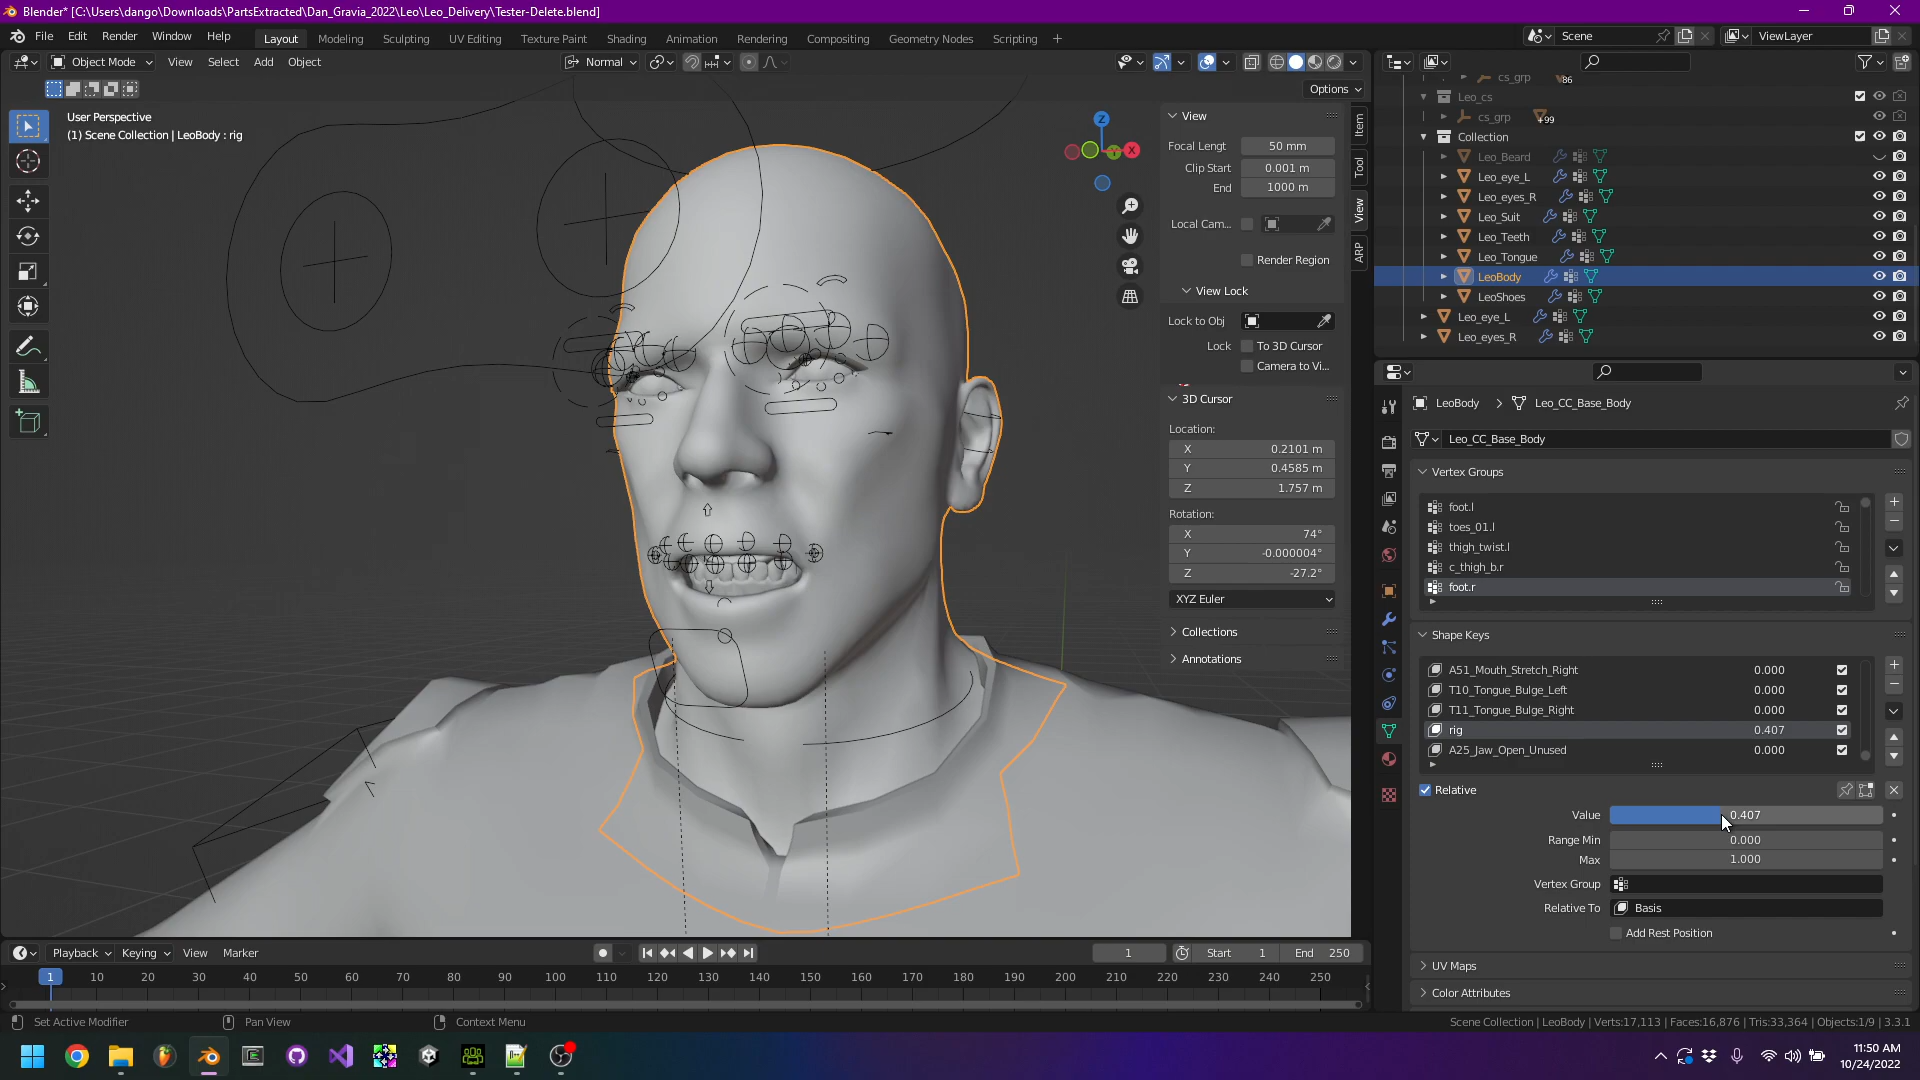 Blender* [C:\Users\dango\Downloads\PartsExtracted\Dan_Gravia_2022\Leo\Leo_Delivery\Tester-Delete.blend]
File Edit Render Window Help Layout Modeling Sculpting UV Editing Texture Paint Shading Animation Rendering Compositing Geometry Nodes Scripting + Scene ViewLayer
Object Mode View Select Add Object Normal
Options
User Perspective
(1) Scene Collection | LeoBody : rig
Z
X
Y
View
Focal Lengt 50 mm
Clip Start 0.001 m
End 1000 m
Local Cam...
Render Region
View Lock
Lock to Obj
Lock To 3D Cursor
Camera to Vi...
3D Cursor
Location:
X 0.2101 m
Y 0.4585 m
Z 1.757 m
Rotation:
X 74°
Y -0.000004°
Z -27.2°
XYZ Euler
Collections
Annotations
Item
Tool
View
ARP
cs_grp 86
Leo_cs
cs_grp +99
Collection
Leo_Beard
Leo_eye_L
Leo_eyes_R
Leo_Suit
Leo_Teeth
Leo_Tongue
LeoBody
LeoShoes
Leo_eye_L
Leo_eyes_R
LeoBody > Leo_CC_Base_Body
Leo_CC_Base_Body
Vertex Groups
foot.l
toes_01.l
thigh_twist.l
c_thigh_b.r
foot.r
Shape Keys
A51_Mouth_Stretch_Right 0.000
T10_Tongue_Bulge_Left 0.000
T11_Tongue_Bulge_Right 0.000
rig 0.407
A25_Jaw_Open_Unused 0.000
Relative
Value 0.407
Range Min 0.000
Max 1.000
Vertex Group
Relative To Basis
Add Rest Position
UV Maps
Color Attributes
Playback Keying View Marker 1 Start 1 End 250
1 10 20 30 40 50 60 70 80 90 100 110 120 130 140 150 160 170 180 190 200 210 220 230 240 250
Set Active Modifier Pan View Context Menu Scene Collection | LeoBody | Verts:17,113 | Faces:16,876 | Tris:33,364 | Objects:1/9 | 3.3.1
11:50 AM
10/24/2022